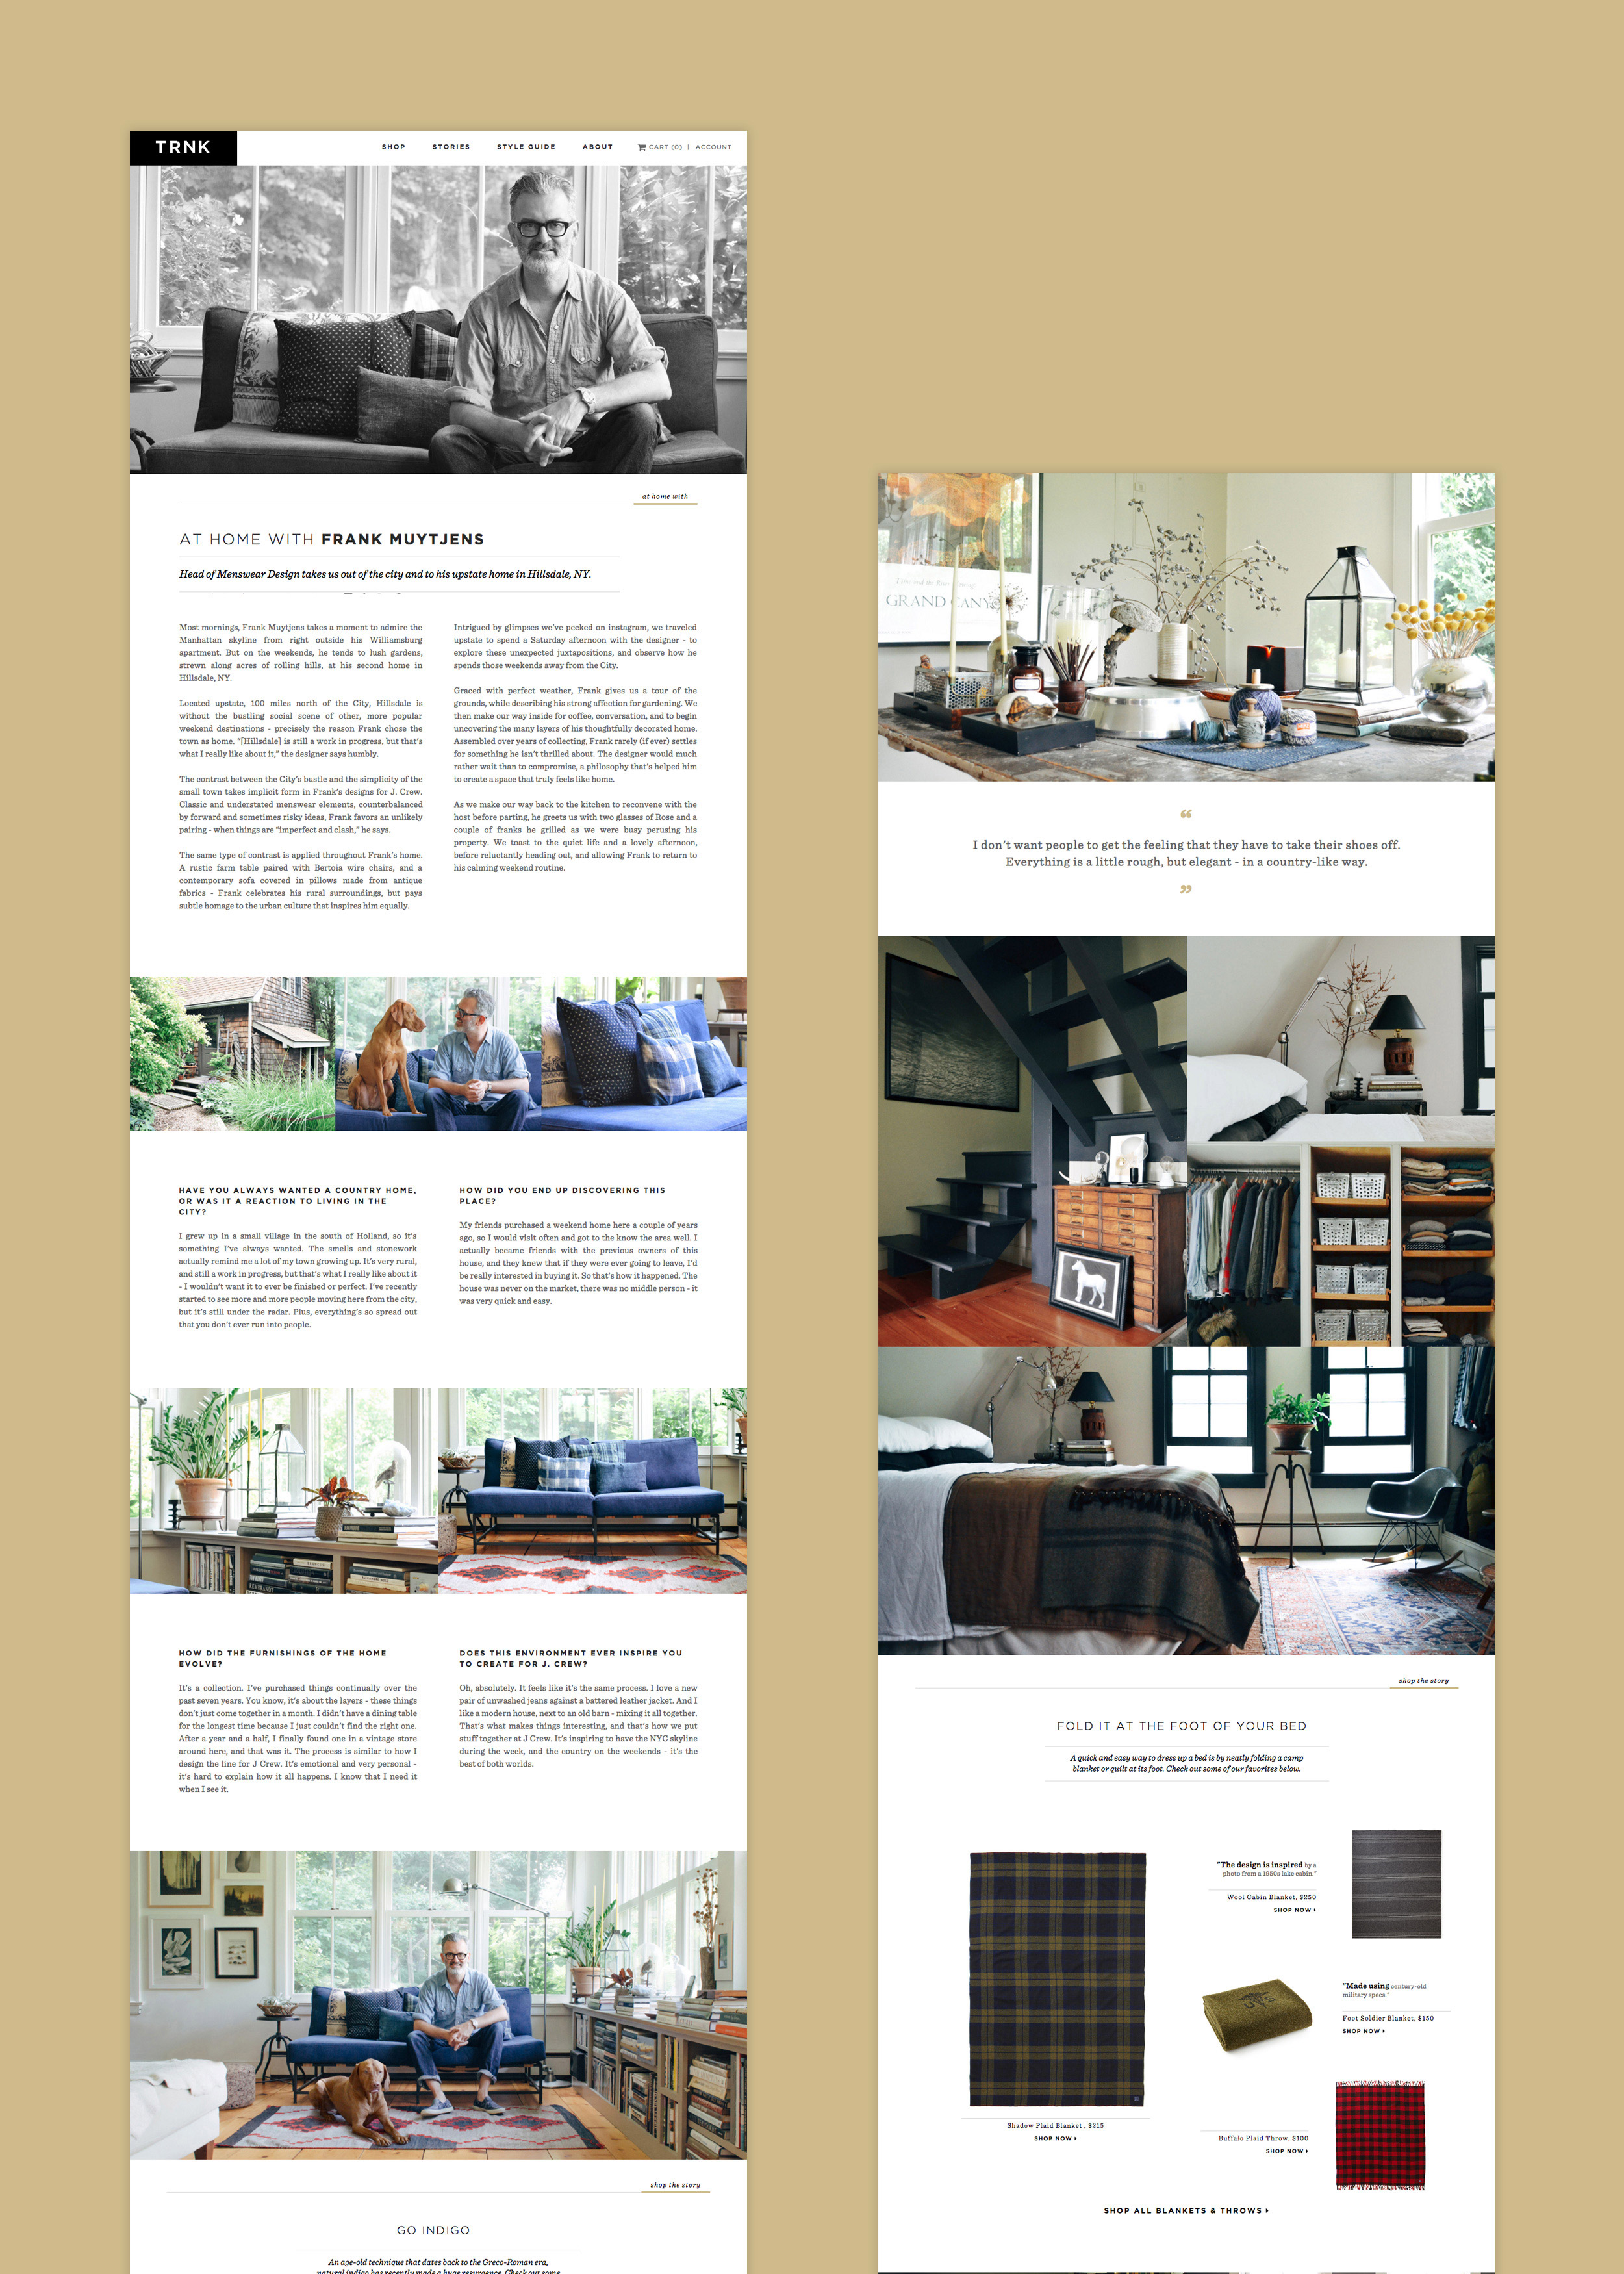 TRNK
SHOP STORIES STYLE GUIDE ABOUT CART (0) | ACCOUNT
at home with
AT HOME WITH FRANK MUYTJENS
Head of Menswear Design takes us out of the city and to his upstate home in Hillsdale, NY.
Most mornings, Frank Muytjens takes a moment to admire the
Manhattan skyline from right outside his Williamsburg
apartment. But on the weekends, he tends to lush gardens,
strewn along acres of rolling hills, at his second home in
Hillsdale, NY.
Located upstate, 100 miles north of the City, Hillsdale is
without the bustling social scene of other, more popular
weekend destinations - precisely the reason Frank chose the
town as home. “[Hillsdale] is still a work in progress, but that’s
what I really like about it,” the designer says humbly.
The contrast between the City’s bustle and the simplicity of the
small town takes implicit form in Frank’s designs for J. Crew.
Classic and understated menswear elements, counterbalanced
by forward and sometimes risky ideas, Frank favors an unlikely
pairing - when things are “imperfect and clash,” he says.
The same type of contrast is applied throughout Frank’s home.
A rustic farm table paired with Bertoia wire chairs, and a
contemporary sofa covered in pillows made from antique
fabrics - Frank celebrates his rural surroundings, but pays
subtle homage to the urban culture that inspires him equally.
Intrigued by glimpses we’ve peeked on instagram, we traveled
upstate to spend a Saturday afternoon with the designer - to
explore these unexpected juxtapositions, and observe how he
spends those weekends away from the City.
Graced with perfect weather, Frank gives us a tour of the
grounds, while describing his strong affection for gardening. We
then make our way inside for coffee, conversation, and to begin
uncovering the many layers of his thoughtfully decorated home.
Assembled over years of collecting, Frank rarely (if ever) settles
for something he isn’t thrilled about. The designer would much
rather wait than to compromise, a philosophy that’s helped him
to create a space that truly feels like home.
As we make our way back to the kitchen to reconvene with the
host before parting, he greets us with two glasses of Rose and a
couple of franks he grilled as we were busy perusing his
property. We toast to the quiet life and a lovely afternoon,
before reluctantly heading out, and allowing Frank to return to
his calming weekend routine.
HAVE YOU ALWAYS WANTED A COUNTRY HOME,
OR WAS IT A REACTION TO LIVING IN THE
CITY?
I grew up in a small village in the south of Holland, so it’s
something I’ve always wanted. The smells and stonework
actually remind me a lot of my town growing up. It’s very rural,
and still a work in progress, but that’s what I really like about it
- I wouldn’t want it to ever be finished or perfect. I’ve recently
started to see more and more people moving here from the city,
but it’s still under the radar. Plus, everything’s so spread out
that you don’t ever run into people.
HOW DID YOU END UP DISCOVERING THIS
PLACE?
My friends purchased a weekend home here a couple of years
ago, so I would visit often and got to the know the area well. I
actually became friends with the previous owners of this
house, and they knew that if they were ever going to leave, I’d
be really interested in buying it. So that’s how it happened. The
house was never on the market, there was no middle person - it
was very quick and easy.
HOW DID THE FURNISHINGS OF THE HOME
EVOLVE?
It’s a collection. I’ve purchased things continually over the
past seven years. You know, it’s about the layers - these things
don’t just come together in a month. I didn’t have a dining table
for the longest time because I just couldn’t find the right one.
After a year and a half, I finally found one in a vintage store
around here, and that was it. The process is similar to how I
design the line for J Crew. It’s emotional and very personal -
it’s hard to explain how it all happens. I know that I need it
when I see it.
DOES THIS ENVIRONMENT EVER INSPIRE YOU
TO CREATE FOR J. CREW?
Oh, absolutely. It feels like it’s the same process. I love a new
pair of unwashed jeans against a battered leather jacket. And I
like a modern house, next to an old barn - mixing it all together.
That’s what makes things interesting, and that’s how we put
stuff together at J Crew. It’s inspiring to have the NYC skyline
during the week, and the country on the weekends - it’s the
best of both worlds.
shop the story
GO INDIGO
An age-old technique that dates back to the Greco-Roman era,
natural indigo has recently made a huge resurgence. Check out some
GRAND CANYO
“
I don’t want people to get the feeling that they have to take their shoes off.
Everything is a little rough, but elegant - in a country-like way.
”
shop the story
FOLD IT AT THE FOOT OF YOUR BED
A quick and easy way to dress up a bed is by neatly folding a camp
blanket or quilt at its foot. Check out some of our favorites below.
"The design is inspired by a
photo from a 1950s lake cabin."
Wool Cabin Blanket, $250
SHOP NOW
U S
"Made using century-old
military specs."
Foot Soldier Blanket, $150
SHOP NOW
Shadow Plaid Blanket , $215
SHOP NOW
Buffalo Plaid Throw, $100
SHOP NOW
SHOP ALL BLANKETS & THROWS